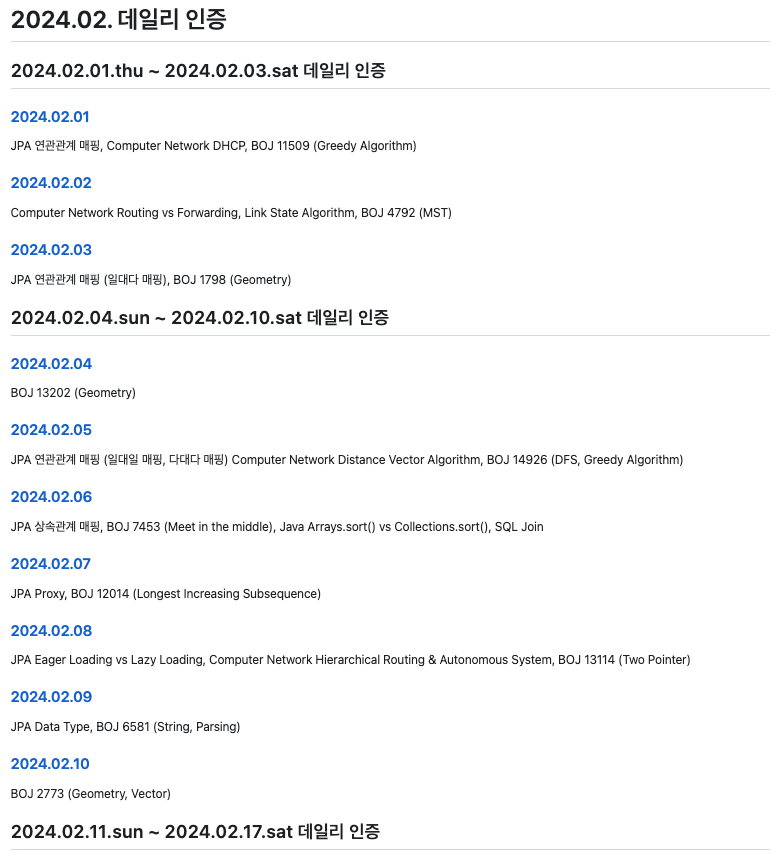 2024.02. 데일리 인증
2024.02.01.thu ~ 2024.02.03.sat 데일리 인증
2024.02.01
JPA 연관관계 매핑, Computer Network DHCP, BOJ 11509 (Greedy Algorithm)
2024.02.02
Computer Network Routing vs Forwarding, Link State Algorithm, BOJ 4792 (MST)
2024.02.03
JPA 연관관계 매핑 (일대다 매핑), BOJ 1798 (Geometry)
2024.02.04.sun ~ 2024.02.10.sat 데일리 인증
2024.02.04
BOJ 13202 (Geometry)
2024.02.05
JPA 연관관계 매핑 (일대일 매핑, 다대다 매핑) Computer Network Distance Vector Algorithm, BOJ 14926 (DFS, Greedy Algorithm)
2024.02.06
JPA 상속관계 매핑, BOJ 7453 (Meet in the middle), Java Arrays.sort() vs Collections.sort(), SQL Join
2024.02.07
JPA Proxy, BOJ 12014 (Longest Increasing Subsequence)
2024.02.08
JPA Eager Loading vs Lazy Loading, Computer Network Hierarchical Routing & Autonomous System, BOJ 13114 (Two Pointer)
2024.02.09
JPA Data Type, BOJ 6581 (String, Parsing)
2024.02.10
BOJ 2773 (Geometry, Vector)
2024.02.11.sun ~ 2024.02.17.sat 데일리 인증